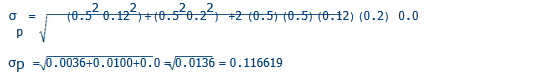 σp = √(0.5² 0.12²)+(0.5² 0.2²) +2 (0.5) (0.5) (0.12) (0.2) 0.0
σp =√0.0036+0.0100+0.0 =√0.0136 = 0.116619